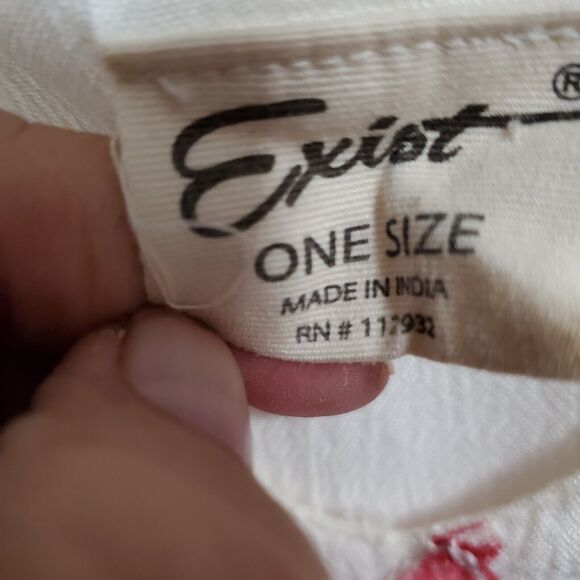 Exist ®
ONE SIZE
MADE IN INDIA
RN # 112932